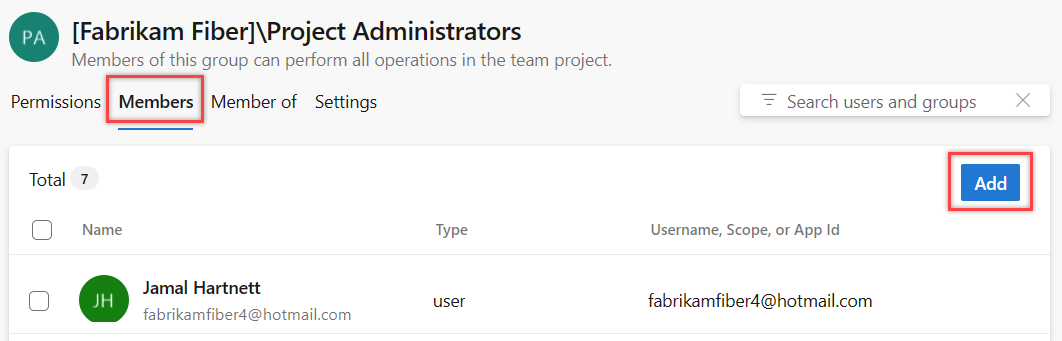 PA
[Fabrikam Fiber]\Project Administrators
Members of this group can perform all operations in the team project.
Permissions Members Member of Settings
Search users and groups
Total 7
Add
Name Type Username, Scope, or App Id
JH
Jamal Hartnett
fabrikamfiber4@hotmail.com
user
fabrikamfiber4@hotmail.com